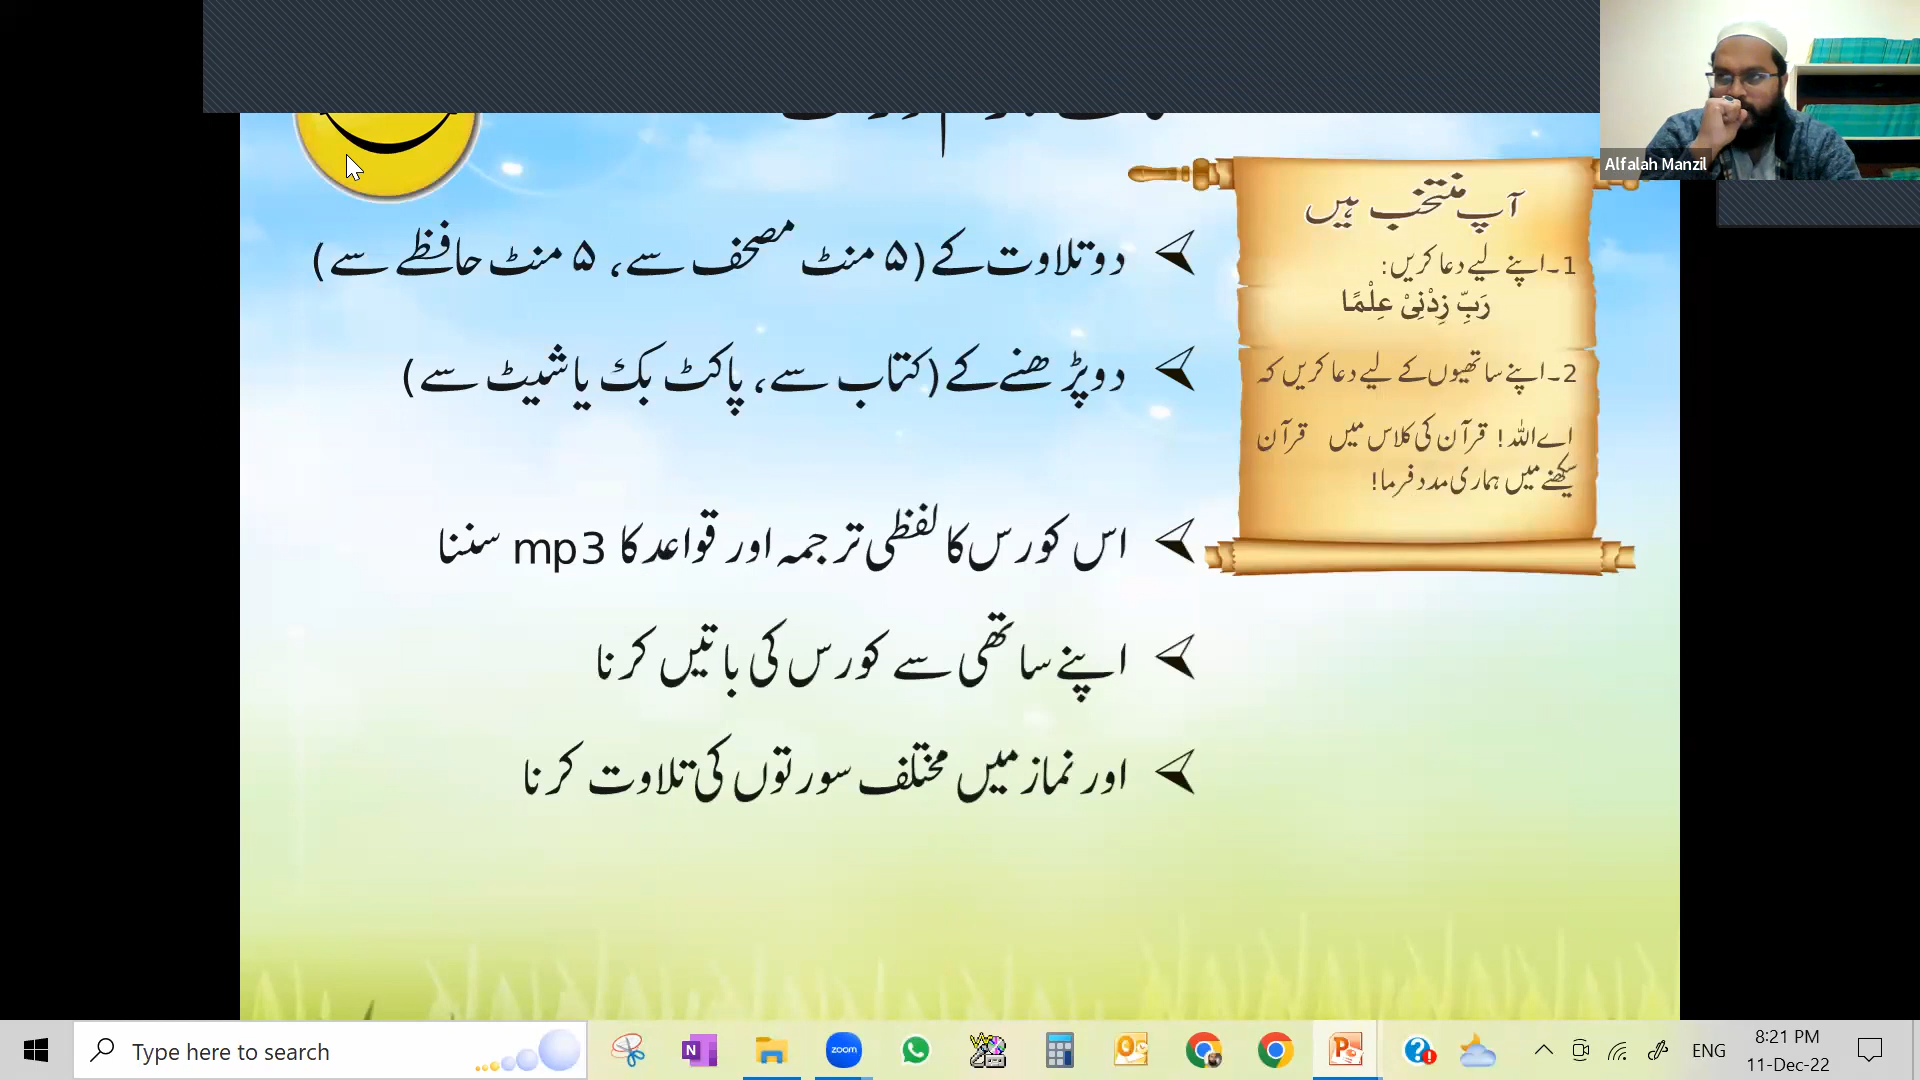 Alfalah Manzil
آپ منتخب ہیں
1۔اپنے لیے دعا کریں:
رَبِّ زِدْنِیْ عِلْمًا
2۔اپنے ساتھیوں کے لیے دعا کریں کہ
اے اللہ! قرآن کی کلاس میں قرآن
سیکھنے میں ہماری مدد فرما!
دو تلاوت کے (۵ منٹ مصحف سے، ۵ منٹ حافظے سے)
دو پڑھنے کے (کتاب سے، پاکٹ بک یا شیٹ سے)
اس کورس کا لفظی ترجمہ اور قواعد کا mp3 سننا
اپنے ساتھی سے کورس کی باتیں کرنا
اور نماز میں مختلف سورتوں کی تلاوت کرنا
Type here to search
zoom
ENG
8:21 PM
11-Dec-22